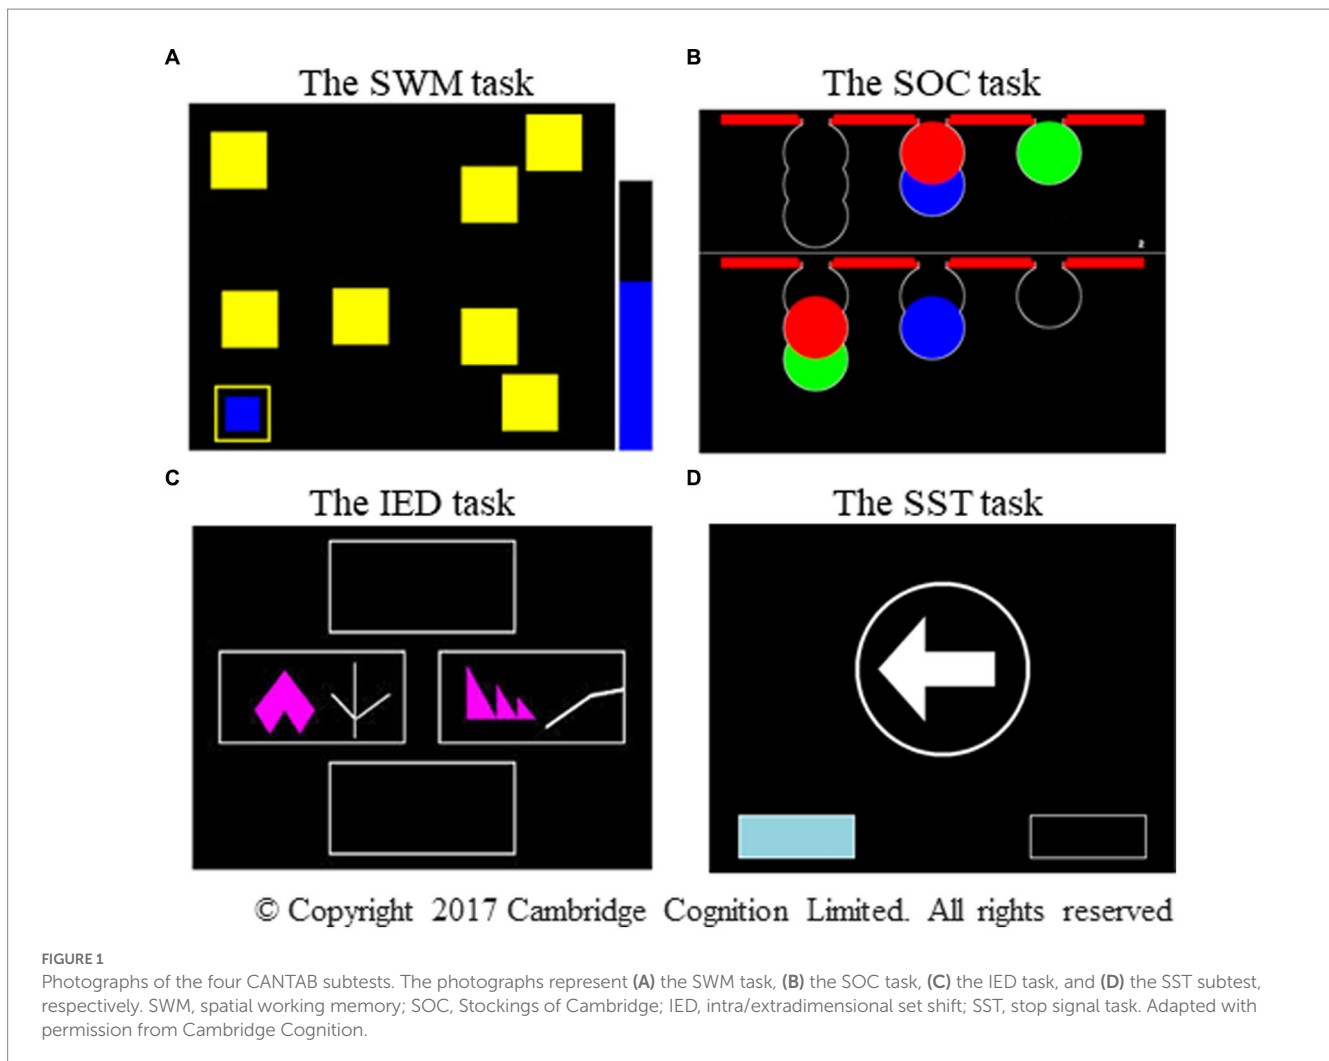 A
The SWM task
B
The SOC task
2
C
The IED task
D
The SST task
© Copyright 2017 Cambridge Cognition Limited. All rights reserved
FIGURE 1
Photographs of the four CANTAB subtests. The photographs represent (A) the SWM task, (B) the SOC task, (C) the IED task, and (D) the SST subtest,
respectively. SWM, spatial working memory; SOC, Stockings of Cambridge; IED, intra/extradimensional set shift; SST, stop signal task. Adapted with
permission from Cambridge Cognition.